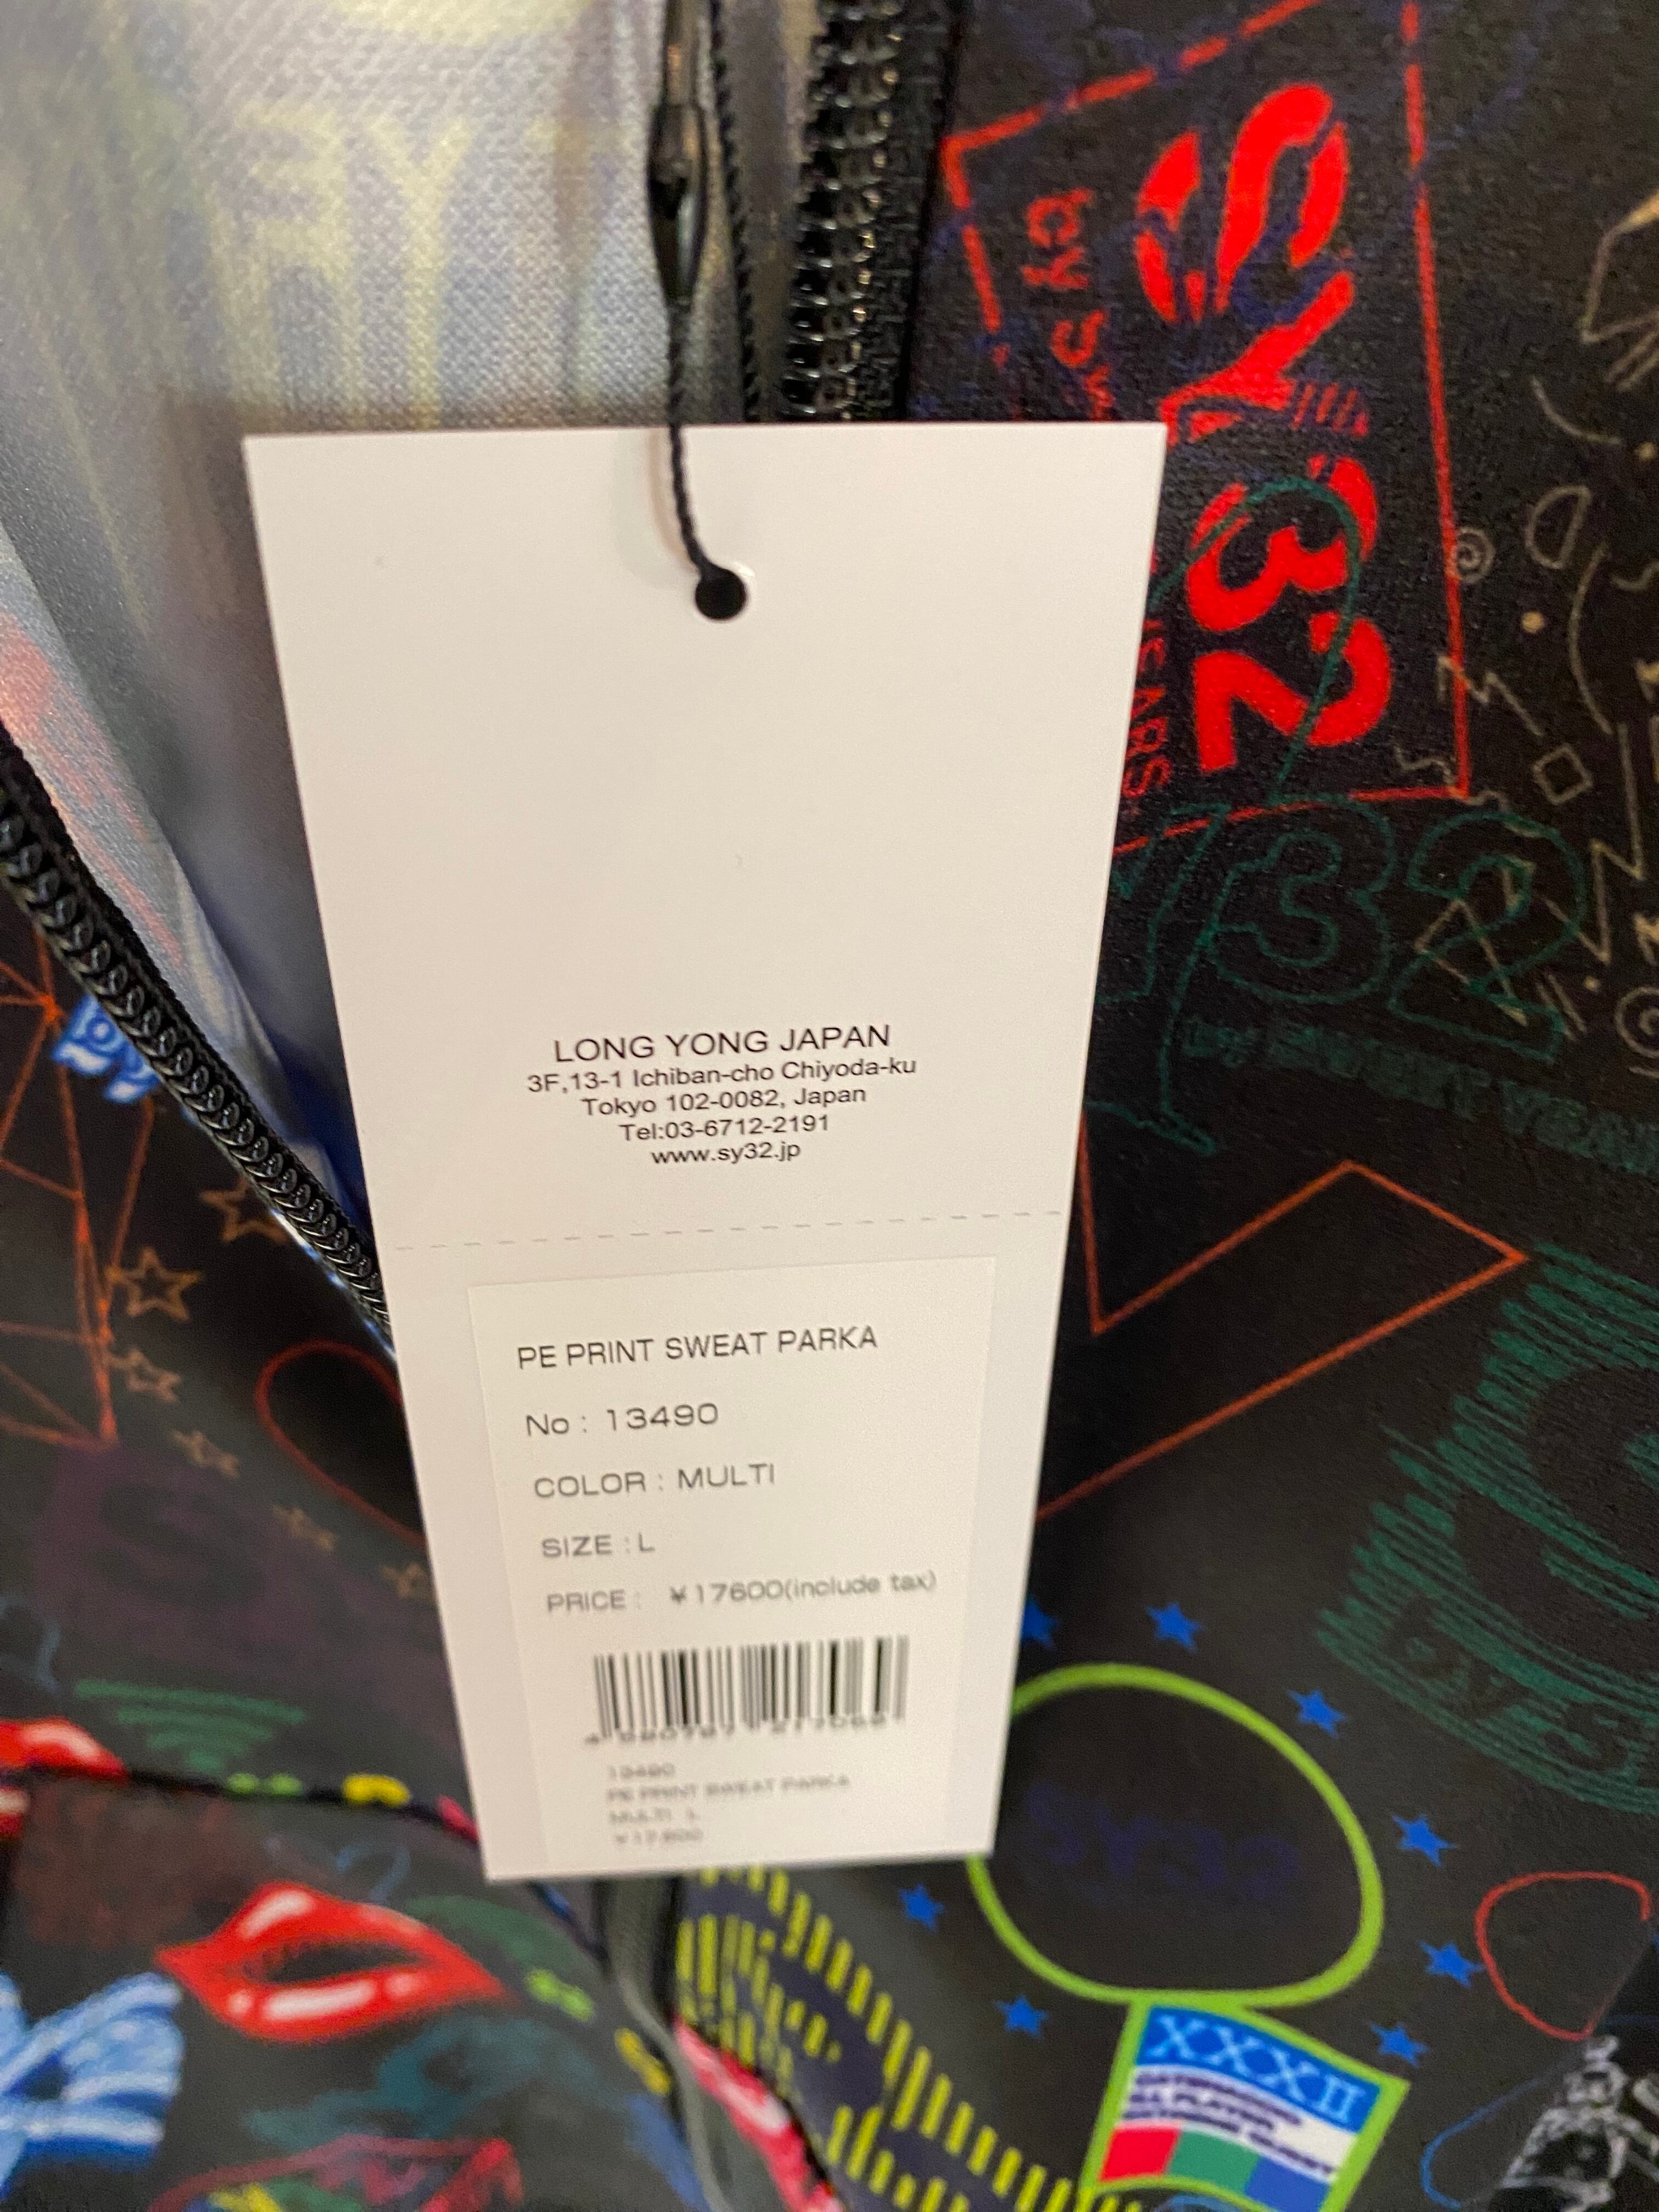 LONG YONG JAPAN
3F,13-1 Ichiban-cho Chiyoda-ku
Tokyo 102-0082, Japan
Tel:03-6712-2191
www.sy32.jp
PE PRINT SWEAT PARKA
No : 13490
COLOR : MULTI
SIZE : L
PRICE : ¥17600(include tax)
13490
PE PRINT SWEAT PARKA
MULTI L
¥17,600
SY32
by
SY32
XXXII